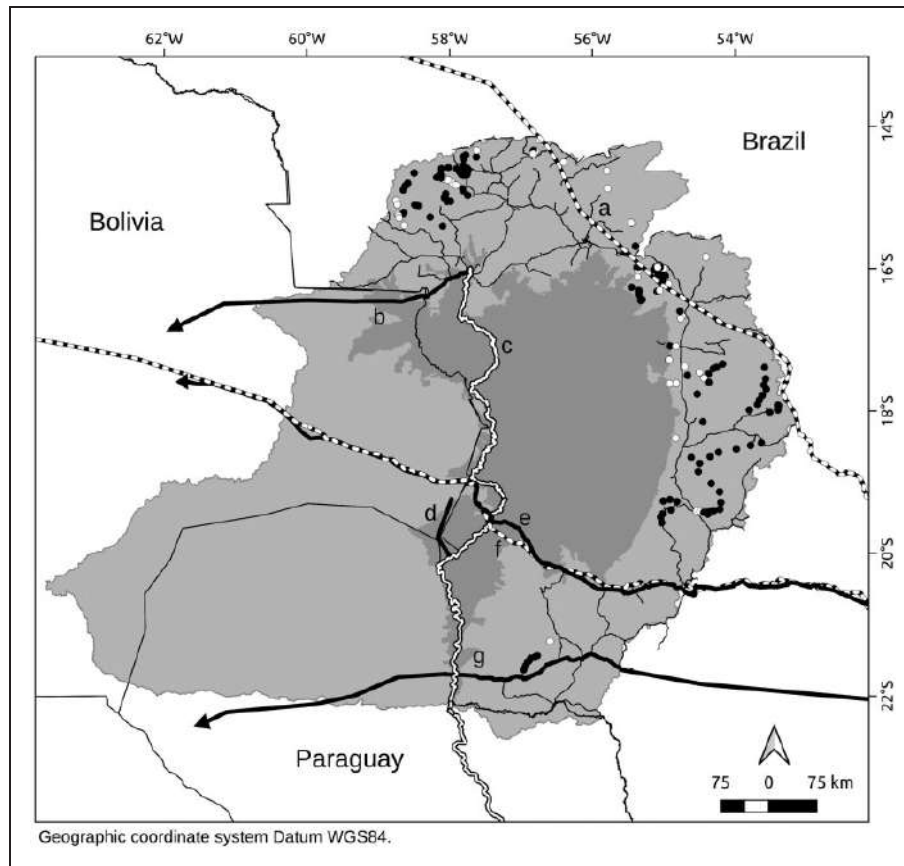 62°W 60°W 58°W 56°W 54°W
14°S
Brazil
a
Bolivia
16°S
b
c
18°S
d
e
f
20°S
g
22°S
Paraguay
75 0 75 km
Geographic coordinate system Datum WGS84.